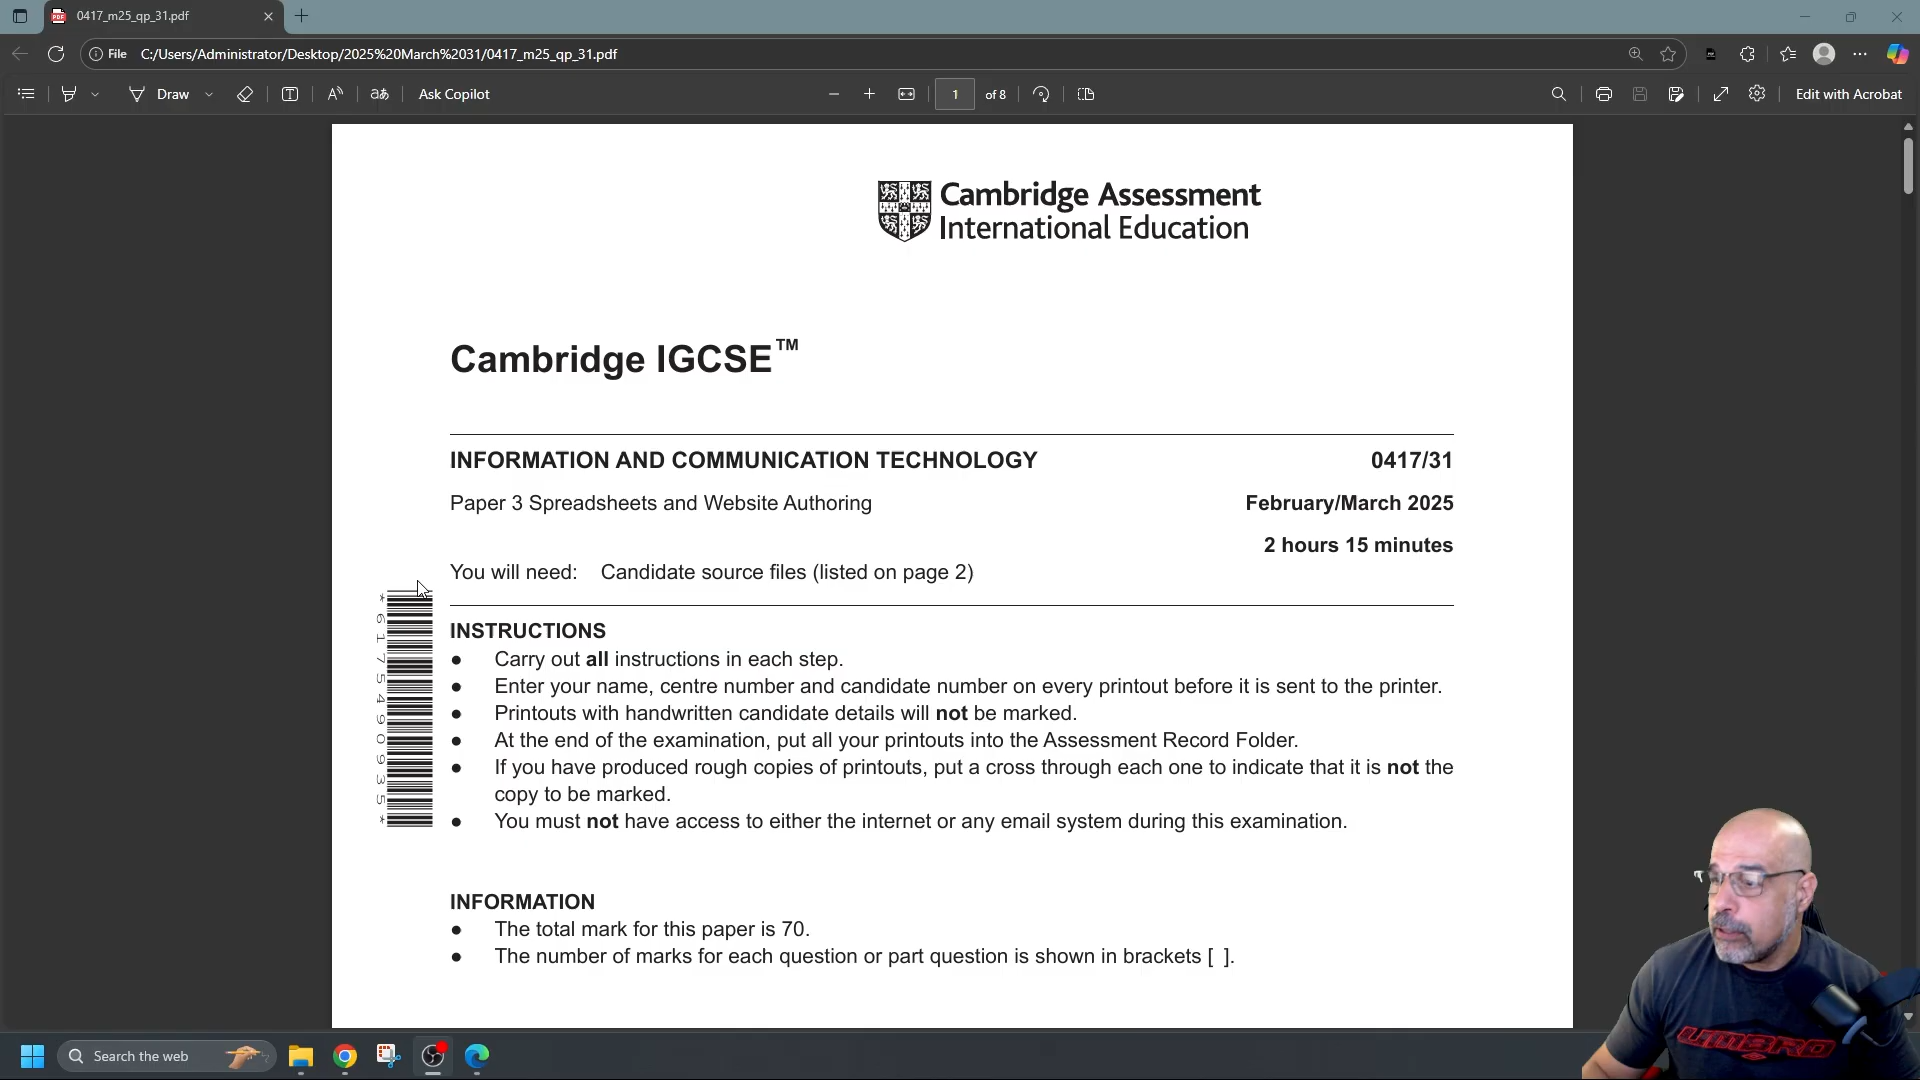 0417_m25_qp_31.pdf
File C:/Users/Administrator/Desktop/2025%20March%2031/0417_m25_qp_31.pdf
Draw aあ Ask Copilot 1 of 8 Edit with Acrobat
Cambridge Assessment
International Education
Cambridge IGCSE™
INFORMATION AND COMMUNICATION TECHNOLOGY 0417/31
Paper 3 Spreadsheets and Website Authoring February/March 2025
2 hours 15 minutes
You will need: Candidate source files (listed on page 2)
*6175490935*
INSTRUCTIONS
● Carry out all instructions in each step.
● Enter your name, centre number and candidate number on every printout before it is sent to the printer.
● Printouts with handwritten candidate details will not be marked.
● At the end of the examination, put all your printouts into the Assessment Record Folder.
● If you have produced rough copies of printouts, put a cross through each one to indicate that it is not the
copy to be marked.
● You must not have access to either the internet or any email system during this examination.
INFORMATION
● The total mark for this paper is 70.
● The number of marks for each question or part question is shown in brackets [ ].
UMBRO
Search the web